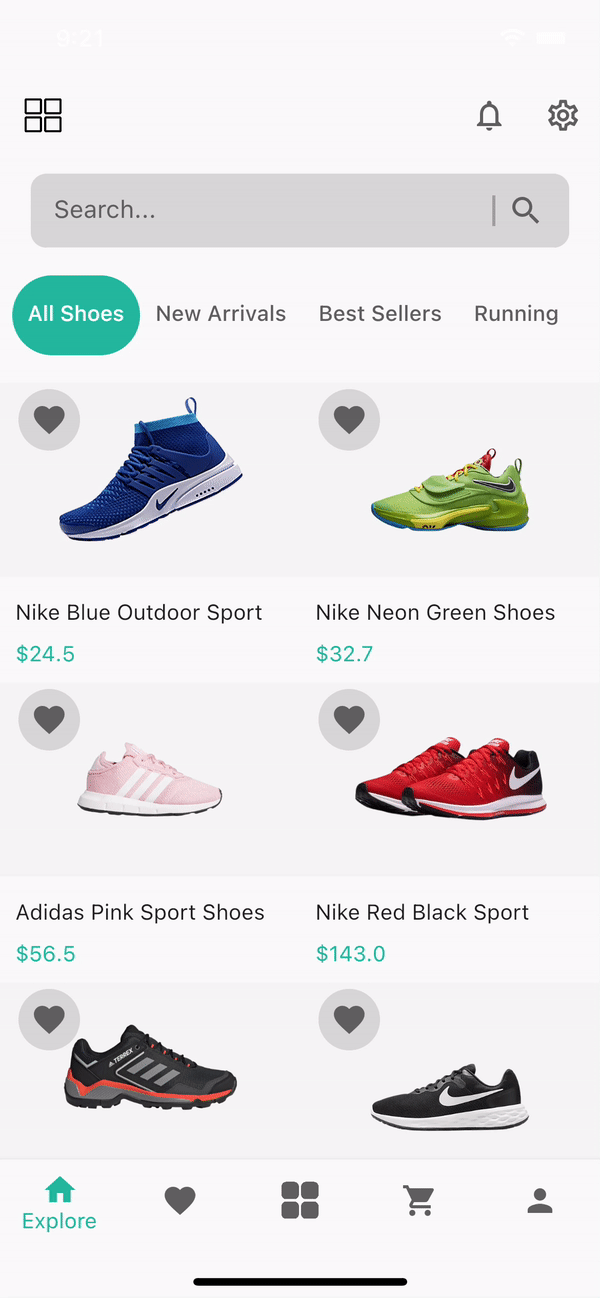 9:21
Search...
All Shoes New Arrivals Best Sellers Running
Nike Blue Outdoor Sport Nike Neon Green Shoes
$24.5 $32.7
Adidas Pink Sport Shoes Nike Red Black Sport
$56.5 $143.0
TERREX
Explore